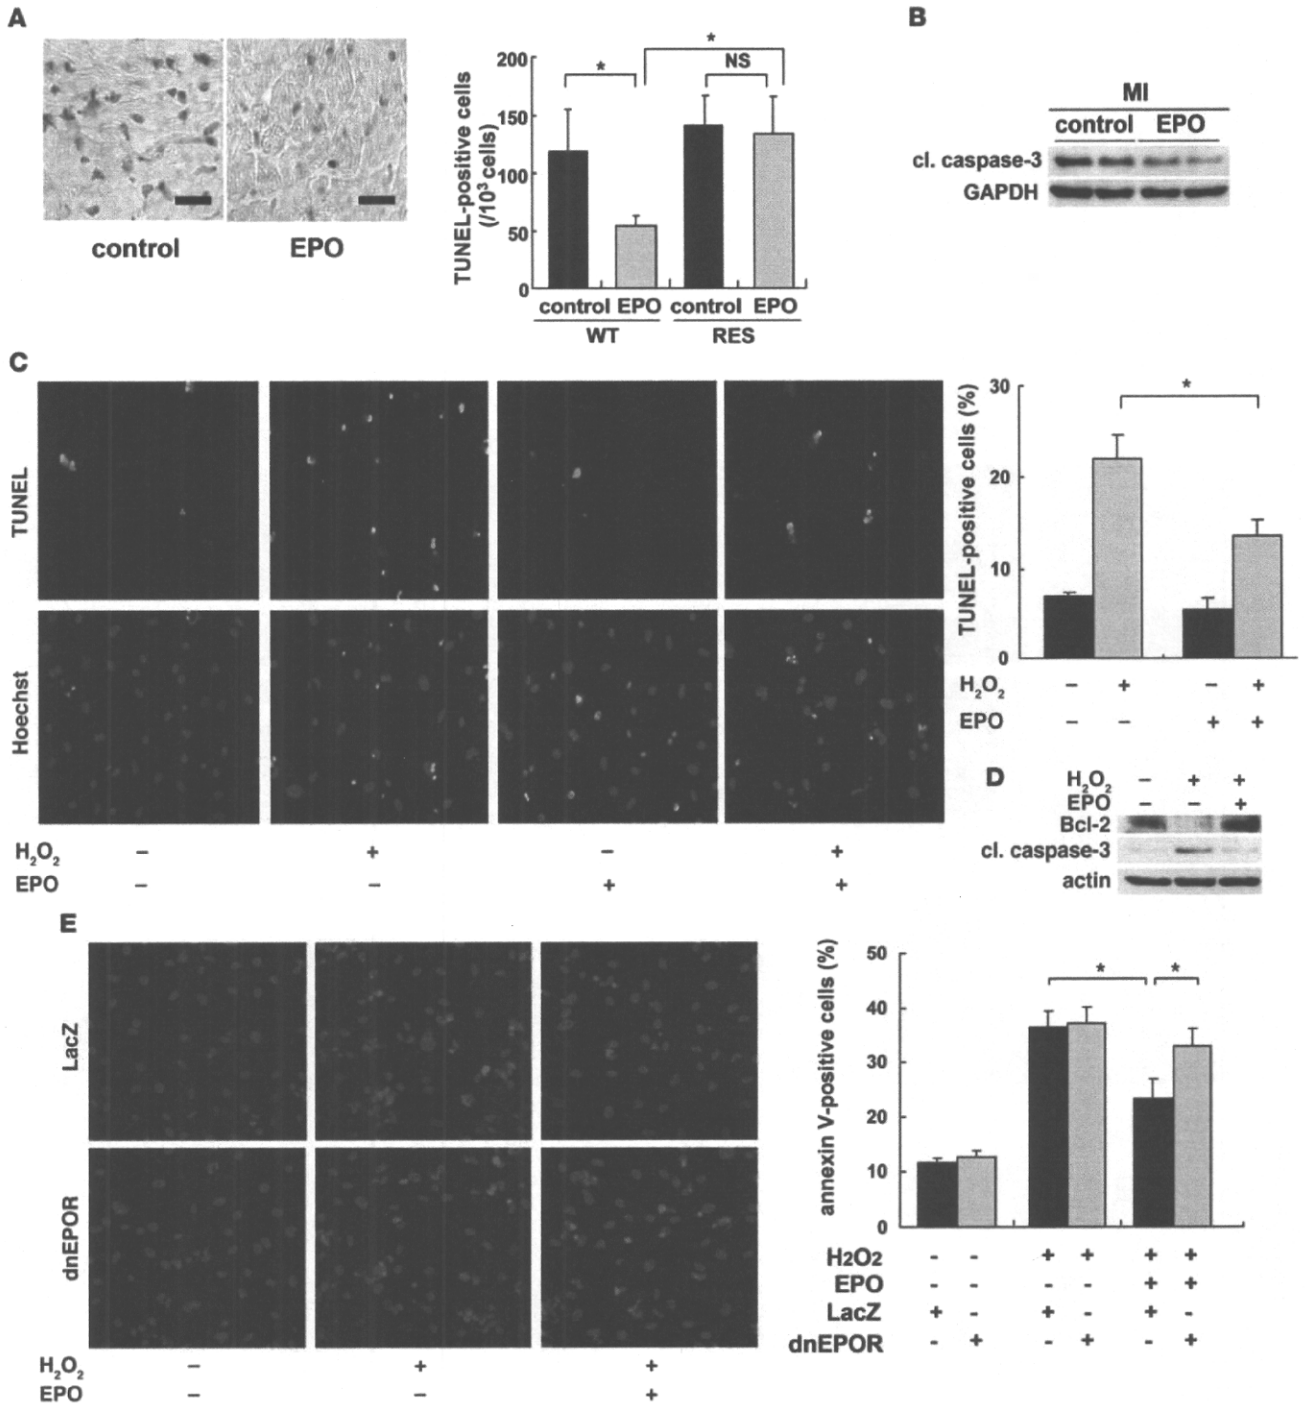 A
control
EPO
TUNEL-positive cells
(/10³ cells)
200
150
100
50
0
*
*
NS
control EPO control EPO
WT RES
B
MI
control EPO
cl. caspase-3
GAPDH
C
TUNEL
Hoechst
H₂O₂ − + − +
EPO − − + +
TUNEL-positive cells (%)
30
20
10
0
*
H₂O₂ − + − +
EPO − − + +
D
H₂O₂ − + +
EPO − − +
Bcl-2
cl. caspase-3
actin
E
LacZ
dnEPOR
H₂O₂ − + +
EPO − − +
annexin V-positive cells (%)
50
40
30
20
10
0
* *
H2O2 - - + + + +
EPO - - - - + +
LacZ + - + - + -
dnEPOR - + - + - +